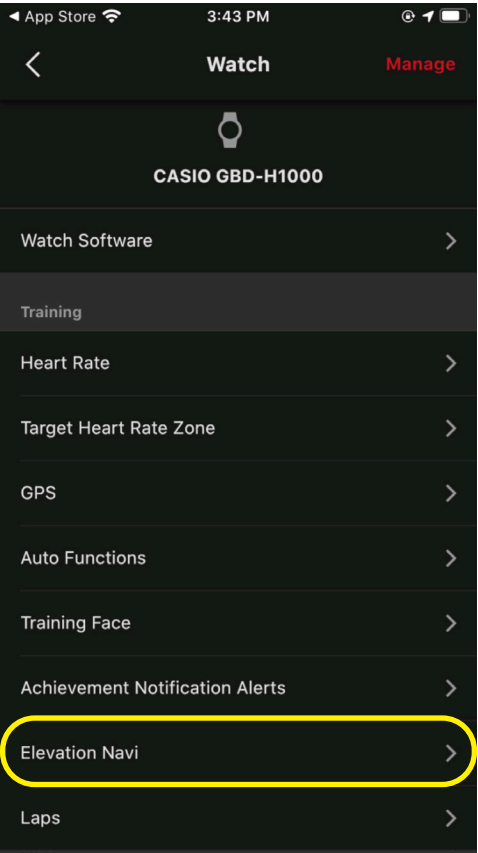 App Store 3:43 PM
Watch Manage
CASIO GBD-H1000
Watch Software
Training
Heart Rate
Target Heart Rate Zone
GPS
Auto Functions
Training Face
Achievement Notification Alerts
Elevation Navi
Laps